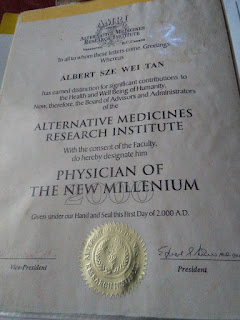 AMRI
ALTERNATIVE MEDICINES
RESEARCH INSTITUTE
To all to whom these letters come, Greetings
Whereas
ALBERT SZE WEI TAN
has earned distinction for significant contributions to
the Health and Well Being of Humanity.
Now, therefore, the Board of Advisors and Administrators
of the
ALTERNATIVE MEDICINES
RESEARCH INSTITUTE
With the consent of the Faculty,
do hereby designate him
PHYSICIAN OF
THE NEW MILLENIUM
2000
Given under our Hand and Seal this First Day of 2.000 A.D.
Vice-President
President